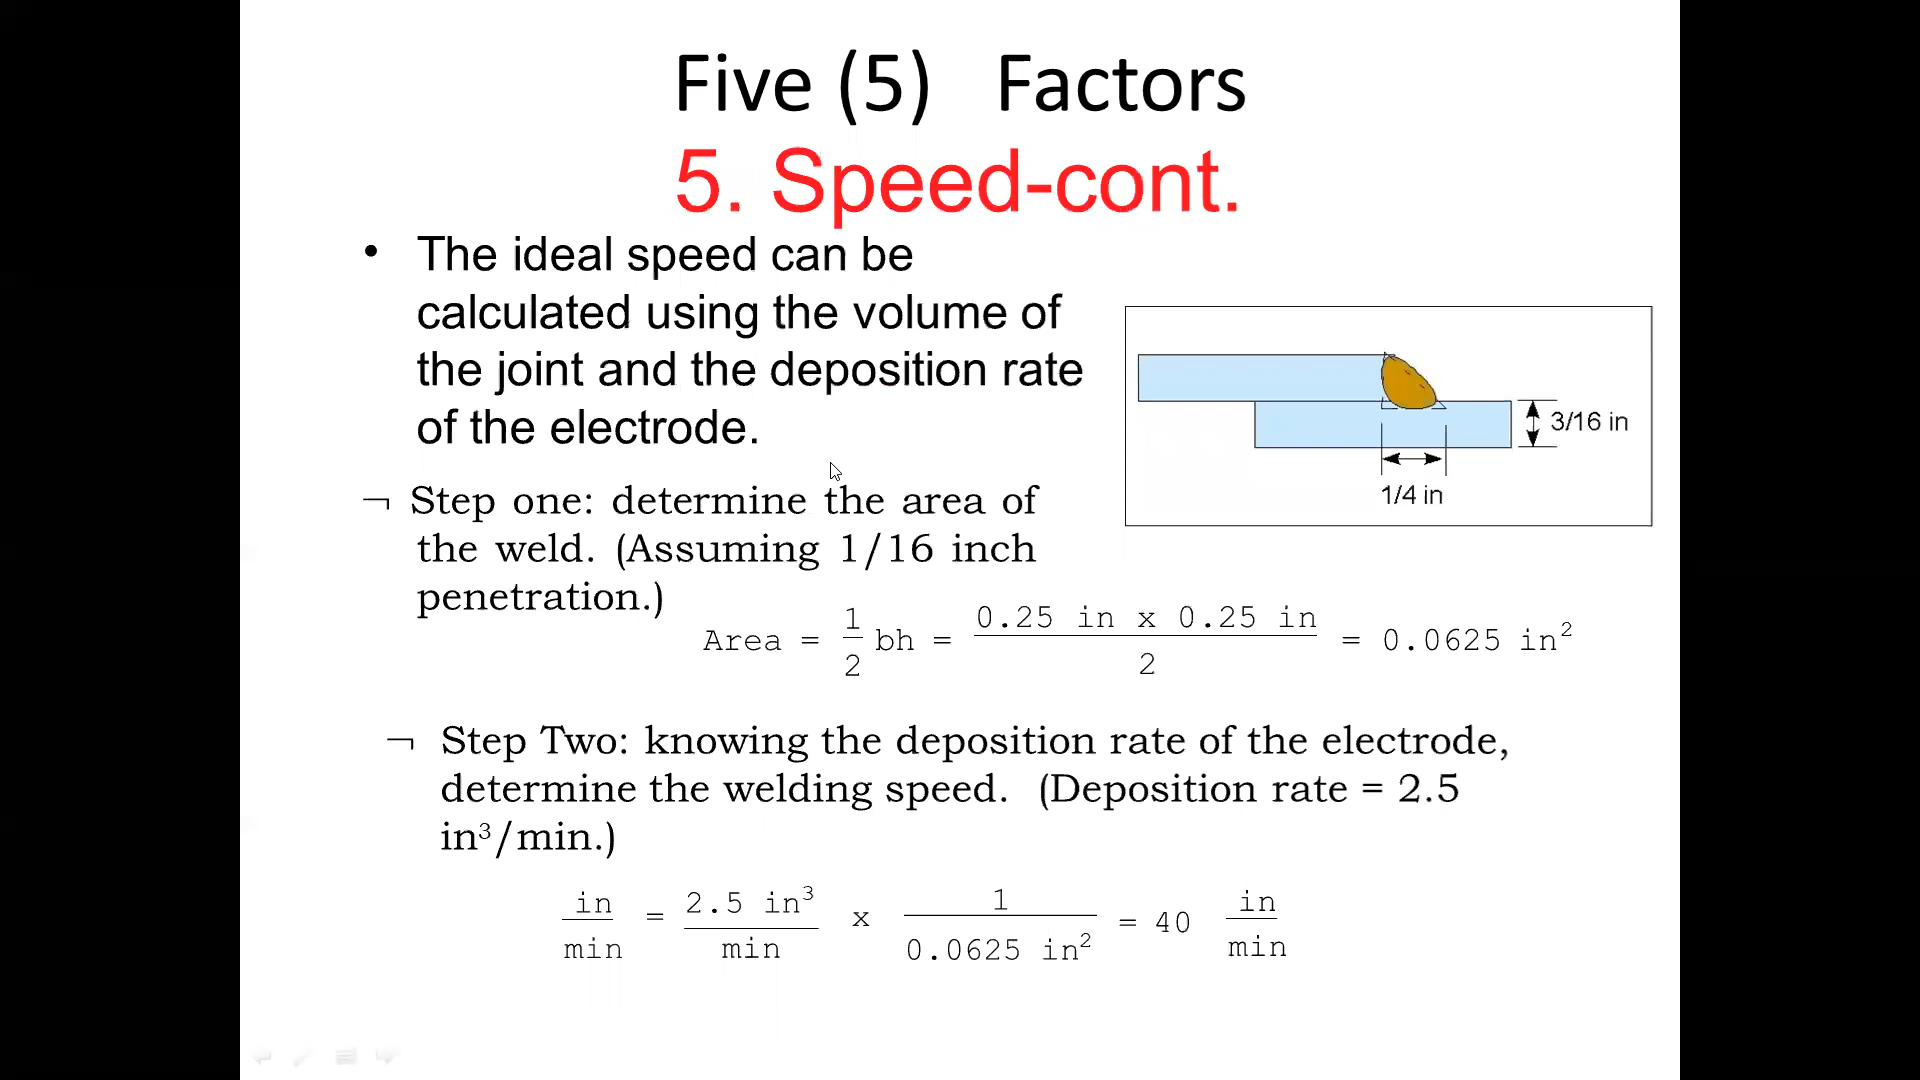 Five (5) Factors
5. Speed-cont.
• The ideal speed can be
calculated using the volume of
the joint and the deposition rate
of the electrode.
3/16 in
1/4 in
¬ Step one: determine the area of
the weld. (Assuming 1/16 inch
penetration.)
Area = 1/2 bh = 0.25 in x 0.25 in / 2 = 0.0625 in²
¬ Step Two: knowing the deposition rate of the electrode,
determine the welding speed. (Deposition rate = 2.5
in³/min.)
in/min = 2.5 in³/min x 1/0.0625 in² = 40 in/min